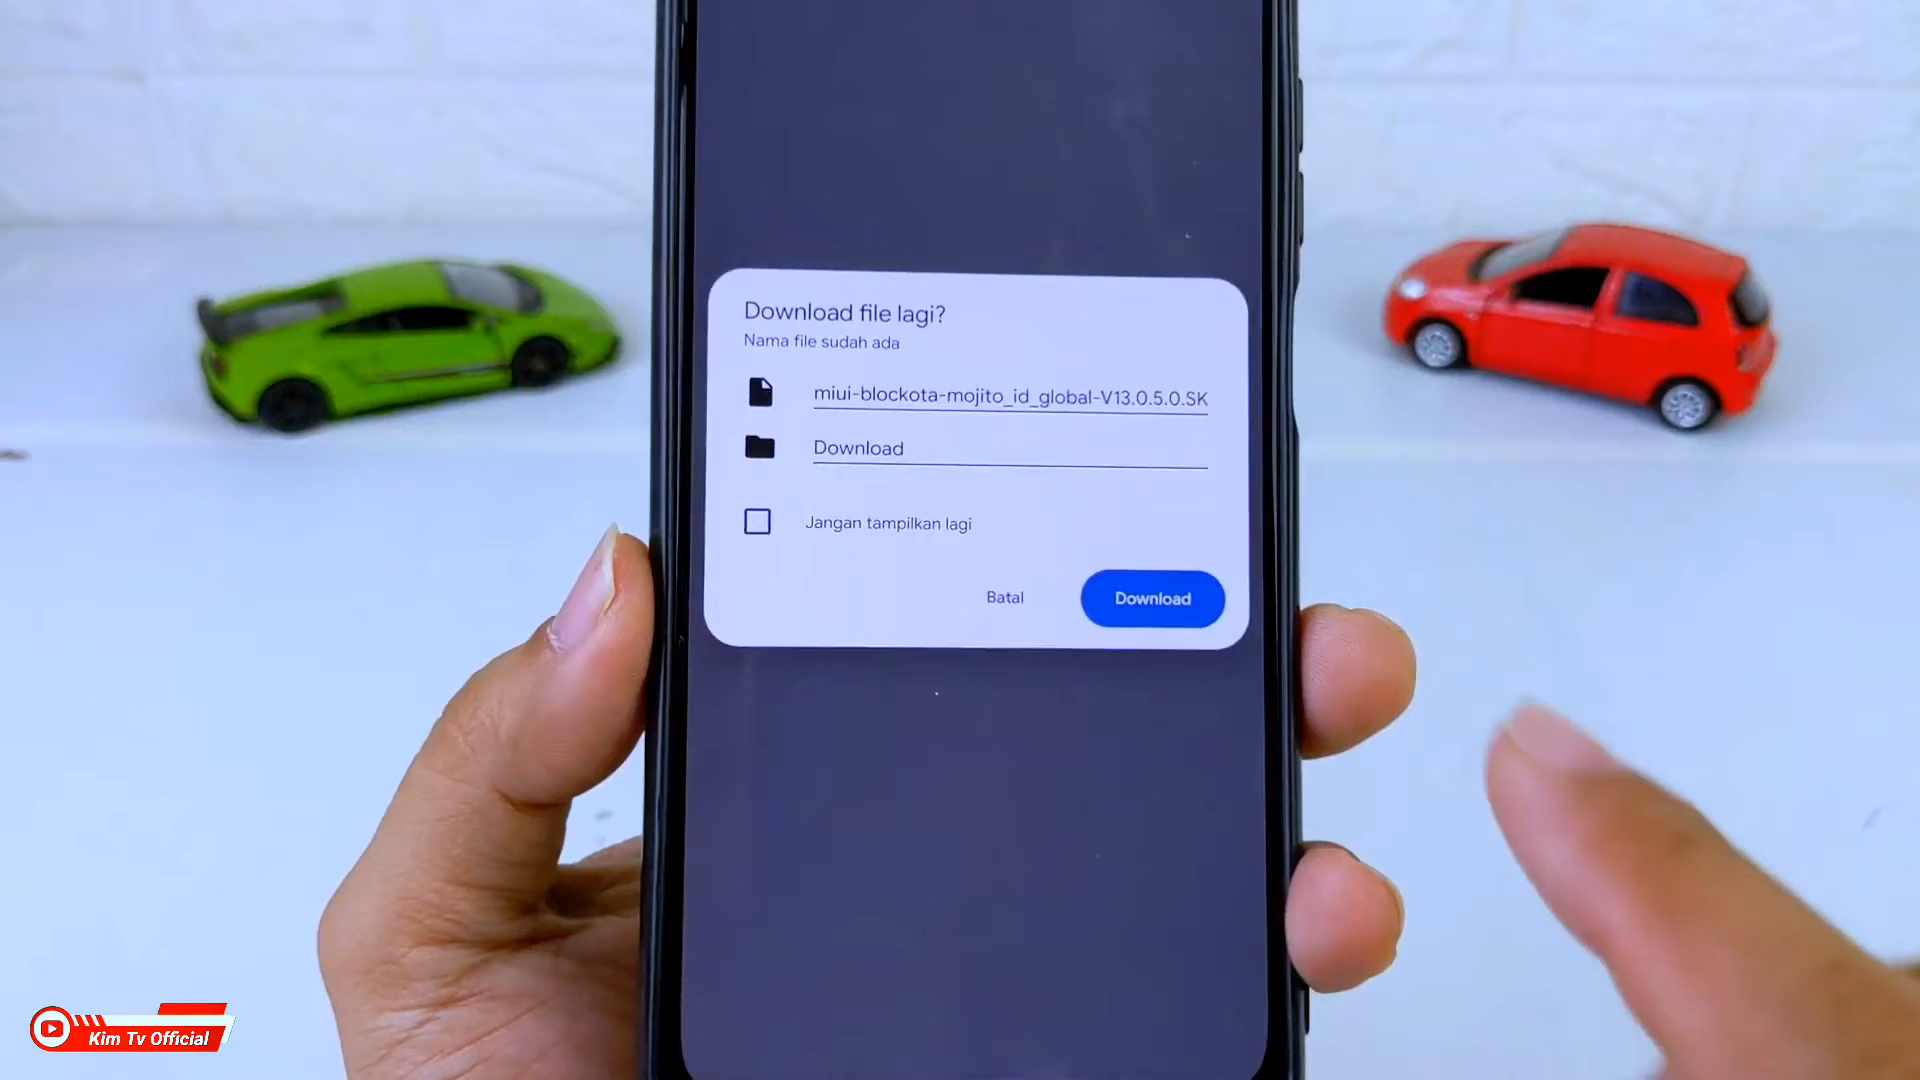 Download file lagi?
Nama file sudah ada
miui-blockota-mojito_id_global-V13.0.5.0.SK
Download
Jangan tampilkan lagi
Batal
Download
Kim Tv Official